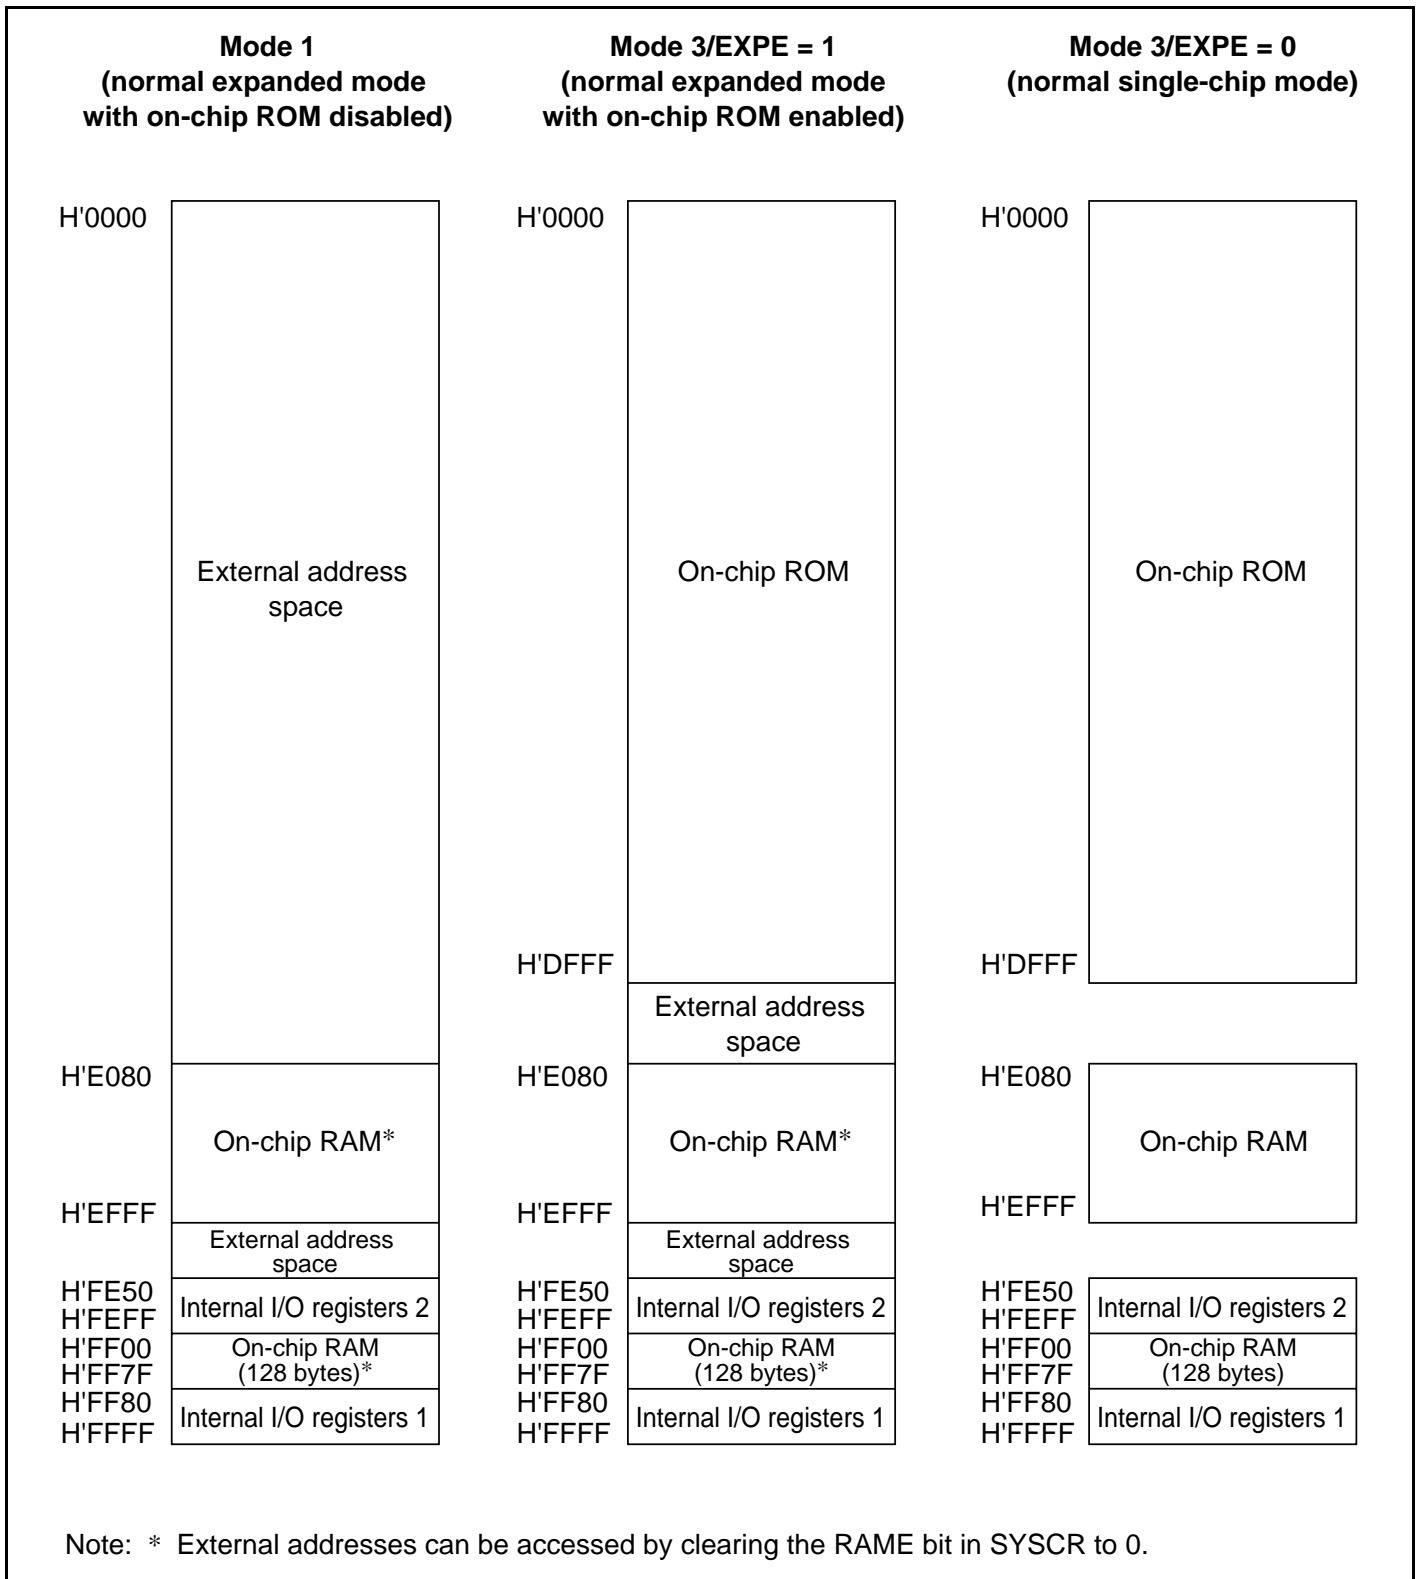 Mode 1
(normal expanded mode
with on-chip ROM disabled)
Mode 3/EXPE = 1
(normal expanded mode
with on-chip ROM enabled)
Mode 3/EXPE = 0
(normal single-chip mode)
H'0000
External address
space
H'E080
On-chip RAM*
H'EFFF
External address
space
H'FE50
Internal I/O registers 2
H'FEFF
H'FF00
On-chip RAM
(128 bytes)*
H'FF7F
H'FF80
Internal I/O registers 1
H'FFFF
H'0000
On-chip ROM
H'DFFF
External address
space
H'E080
On-chip RAM*
H'EFFF
External address
space
H'FE50
Internal I/O registers 2
H'FEFF
H'FF00
On-chip RAM
(128 bytes)*
H'FF7F
H'FF80
Internal I/O registers 1
H'FFFF
H'0000
On-chip ROM
H'DFFF
H'E080
On-chip RAM
H'EFFF
H'FE50
Internal I/O registers 2
H'FEFF
H'FF00
On-chip RAM
(128 bytes)
H'FF7F
H'FF80
Internal I/O registers 1
H'FFFF
Note: * External addresses can be accessed by clearing the RAME bit in SYSCR to 0.